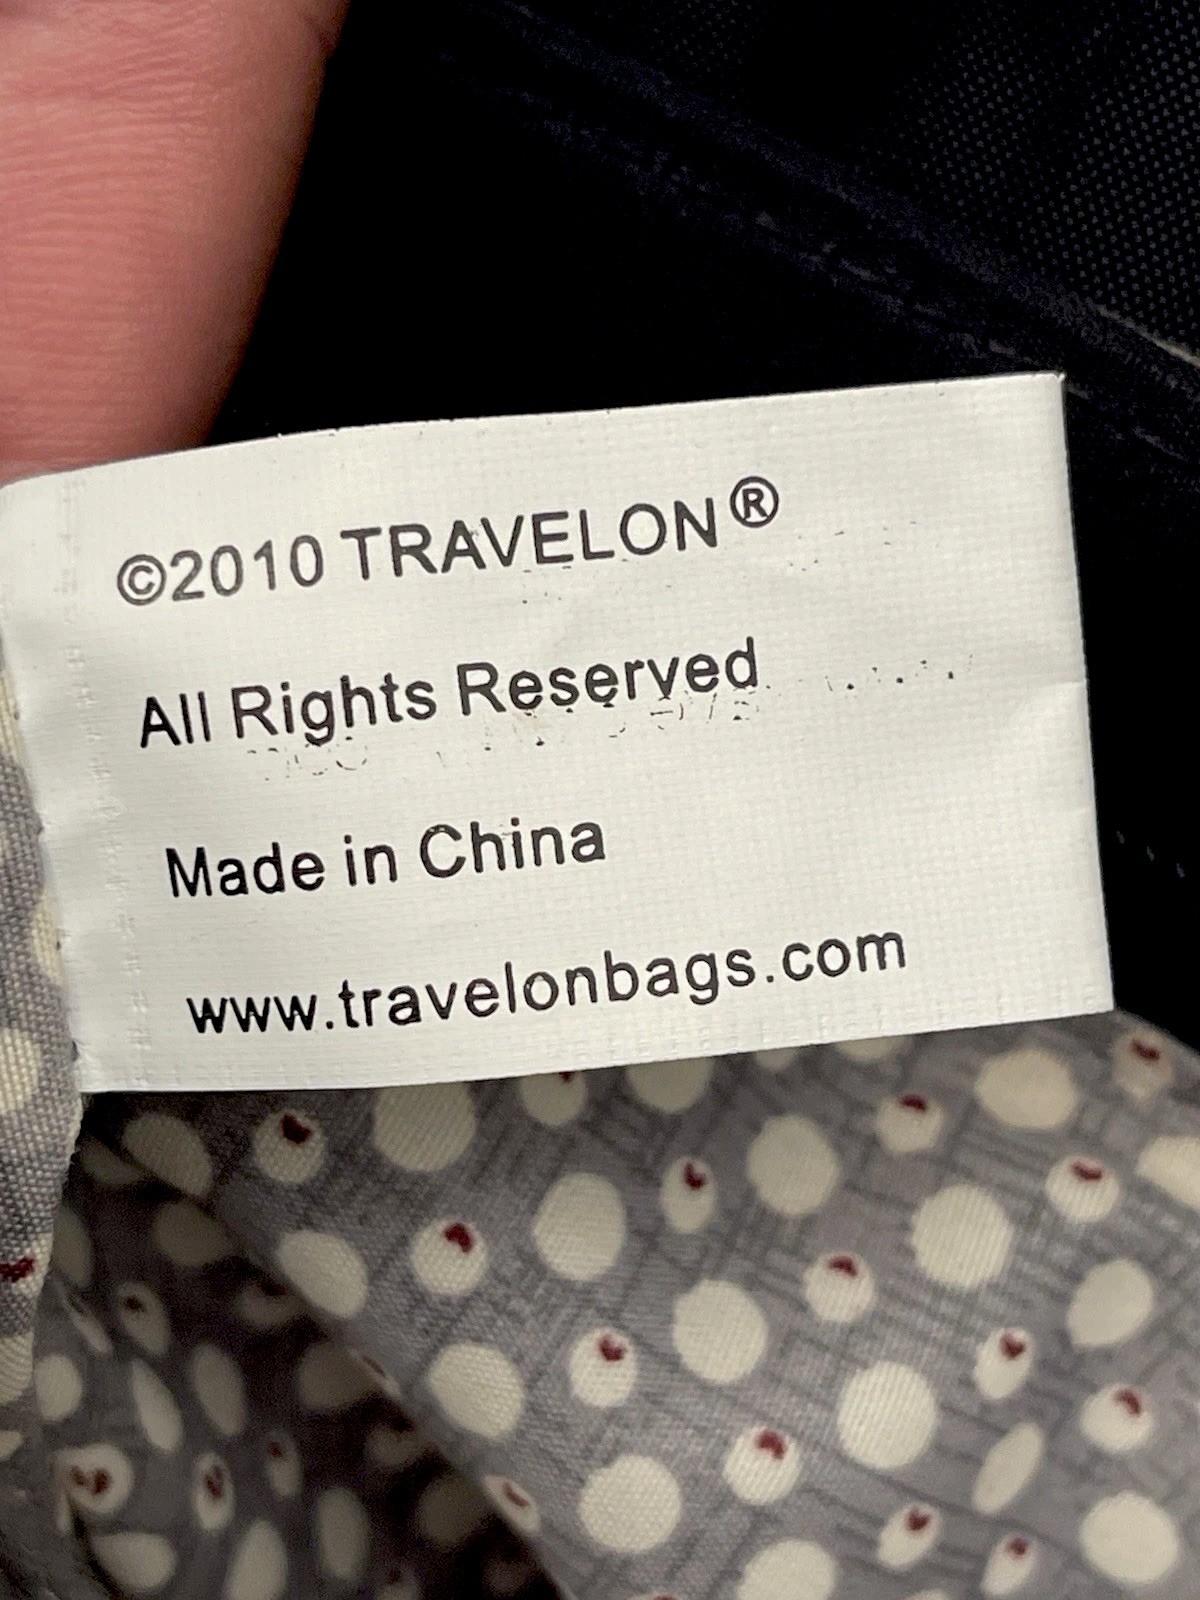 ©2010 TRAVELON®
All Rights Reserved
Made in China
www.travelonbags.com